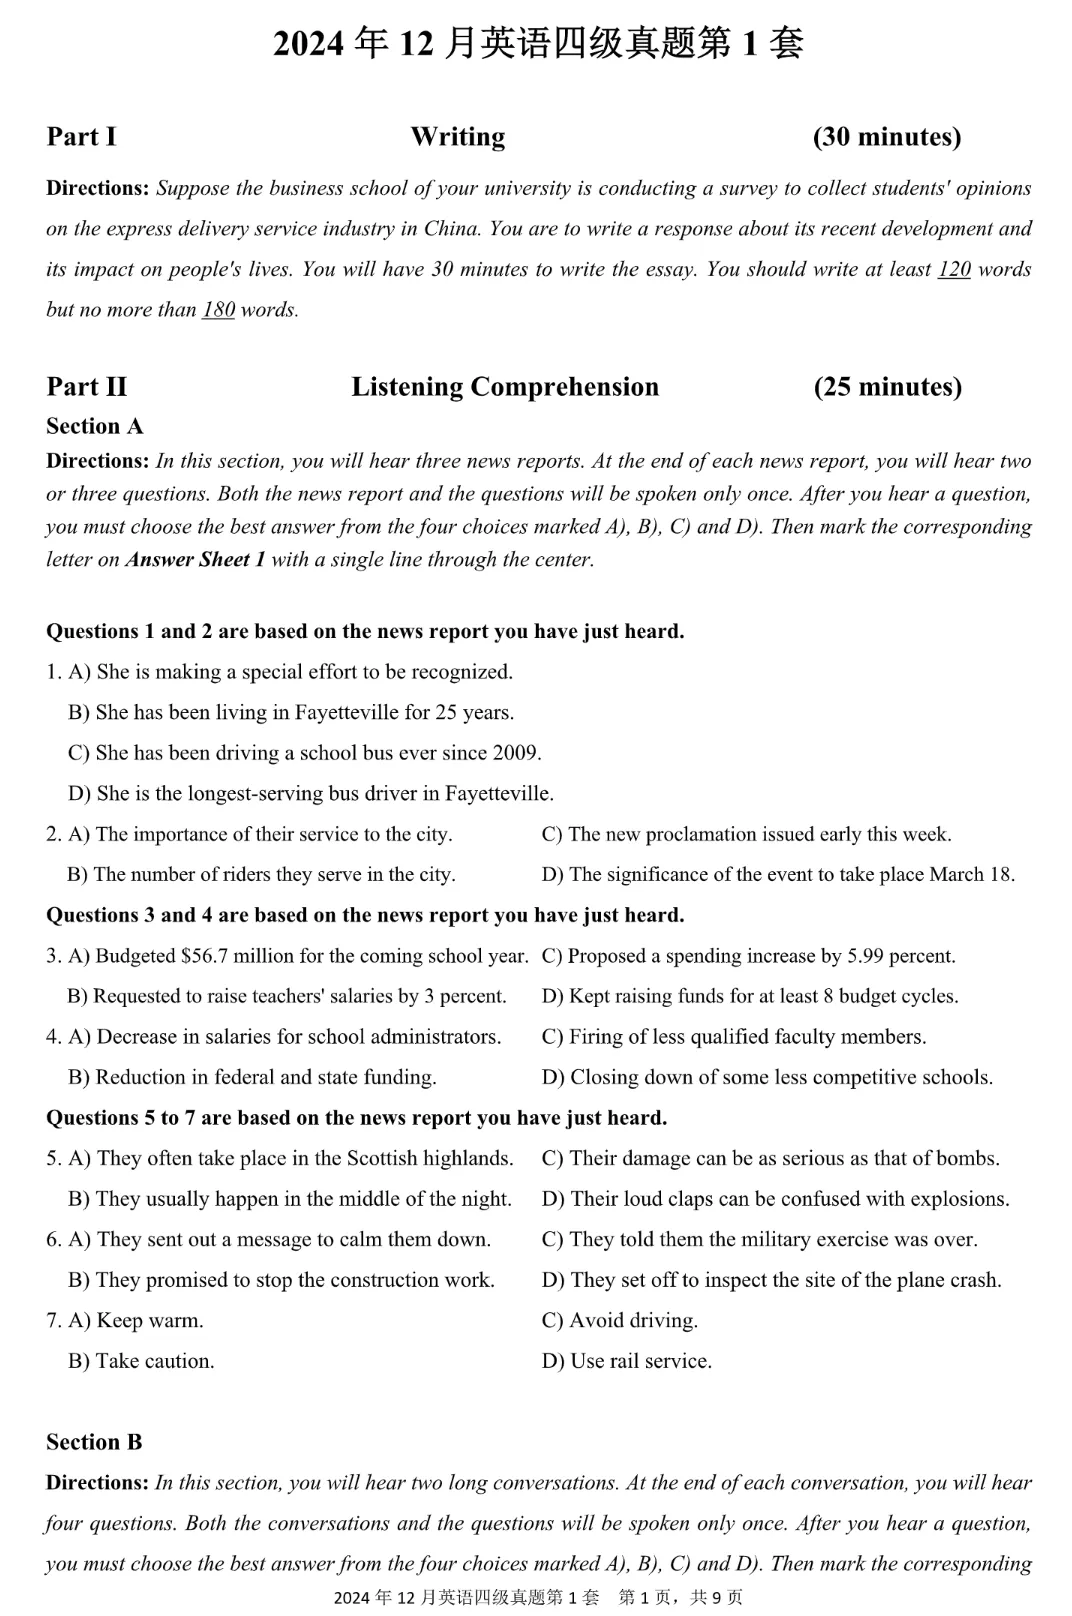 2024 年 12 月英语四级真题第 1 套
Part I Writing (30 minutes)
Directions: Suppose the business school of your university is conducting a survey to collect students' opinions
on the express delivery service industry in China. You are to write a response about its recent development and
its impact on people's lives. You will have 30 minutes to write the essay. You should write at least 120 words
but no more than 180 words.
Part II Listening Comprehension (25 minutes)
Section A
Directions: In this section, you will hear three news reports. At the end of each news report, you will hear two
or three questions. Both the news report and the questions will be spoken only once. After you hear a question,
you must choose the best answer from the four choices marked A), B), C) and D). Then mark the corresponding
letter on Answer Sheet 1 with a single line through the center.
Questions 1 and 2 are based on the news report you have just heard.
1. A) She is making a special effort to be recognized.
B) She has been living in Fayetteville for 25 years.
C) She has been driving a school bus ever since 2009.
D) She is the longest-serving bus driver in Fayetteville.
2. A) The importance of their service to the city. C) The new proclamation issued early this week.
B) The number of riders they serve in the city. D) The significance of the event to take place March 18.
Questions 3 and 4 are based on the news report you have just heard.
3. A) Budgeted $56.7 million for the coming school year. C) Proposed a spending increase by 5.99 percent.
B) Requested to raise teachers' salaries by 3 percent. D) Kept raising funds for at least 8 budget cycles.
4. A) Decrease in salaries for school administrators. C) Firing of less qualified faculty members.
B) Reduction in federal and state funding. D) Closing down of some less competitive schools.
Questions 5 to 7 are based on the news report you have just heard.
5. A) They often take place in the Scottish highlands. C) Their damage can be as serious as that of bombs.
B) They usually happen in the middle of the night. D) Their loud claps can be confused with explosions.
6. A) They sent out a message to calm them down. C) They told them the military exercise was over.
B) They promised to stop the construction work. D) They set off to inspect the site of the plane crash.
7. A) Keep warm. C) Avoid driving.
B) Take caution. D) Use rail service.
Section B
Directions: In this section, you will hear two long conversations. At the end of each conversation, you will hear
four questions. Both the conversations and the questions will be spoken only once. After you hear a question,
you must choose the best answer from the four choices marked A), B), C) and D). Then mark the corresponding
2024 年 12 月英语四级真题第 1 套 第 1 页，共 9 页